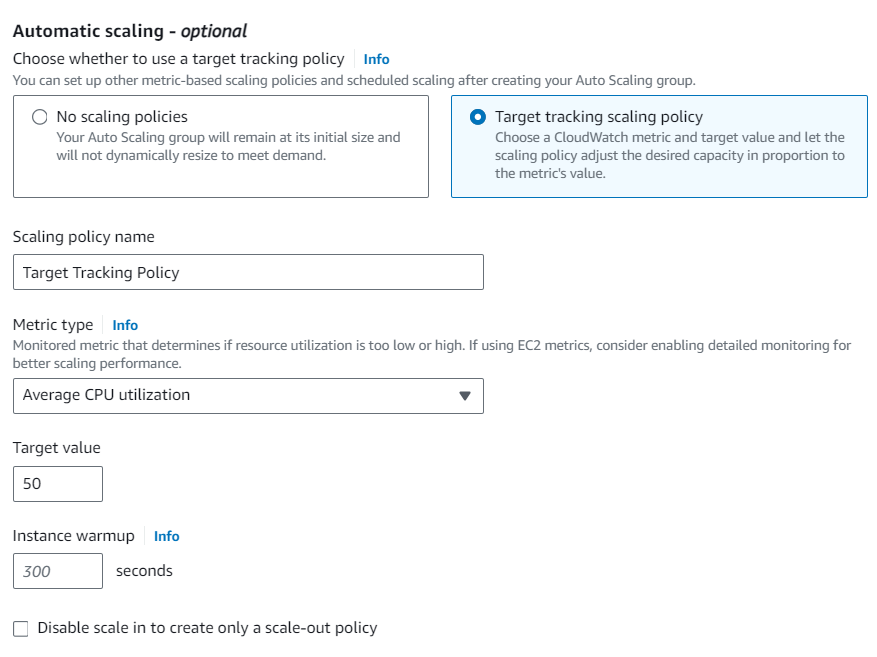 Automatic scaling - optional
Choose whether to use a target tracking policy Info
You can set up other metric-based scaling policies and scheduled scaling after creating your Auto Scaling group.
No scaling policies
Your Auto Scaling group will remain at its initial size and
will not dynamically resize to meet demand.
Target tracking scaling policy
Choose a CloudWatch metric and target value and let the
scaling policy adjust the desired capacity in proportion to
the metric's value.
Scaling policy name
Target Tracking Policy
Metric type Info
Monitored metric that determines if resource utilization is too low or high. If using EC2 metrics, consider enabling detailed monitoring for
better scaling performance.
Average CPU utilization
Target value
50
Instance warmup Info
300 seconds
Disable scale in to create only a scale-out policy